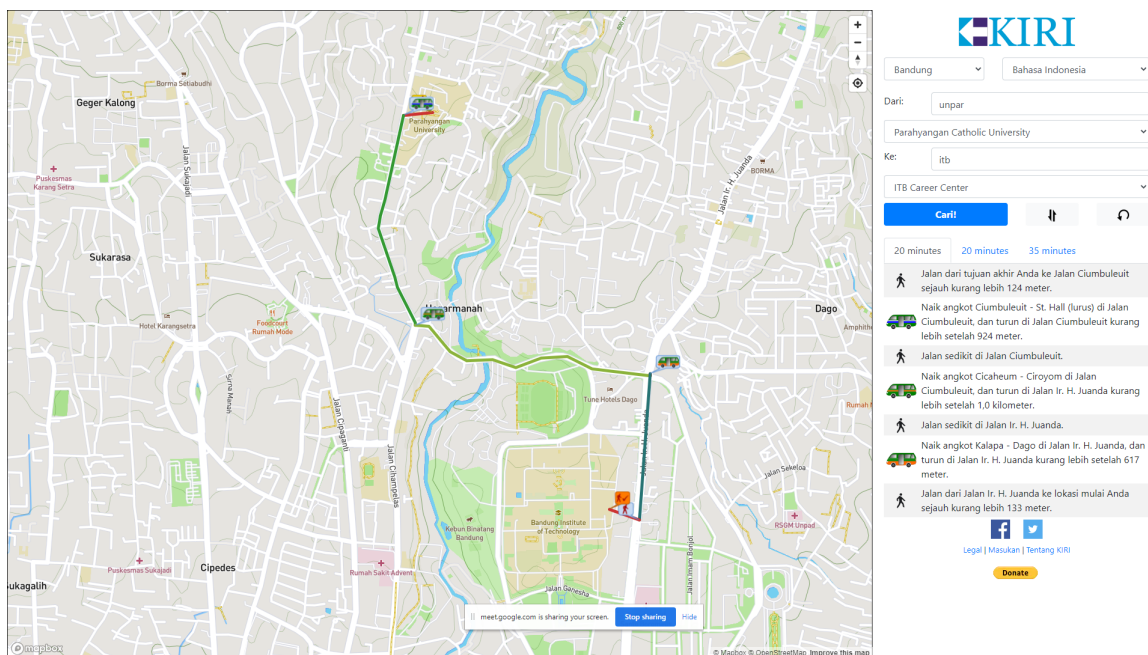 800 m
Borma Setiabudhi
Geger Kalong
Parahyangan
University
Puskesmas
Karang Setra
Jalan Sukajadi
Jalan Ir. H. Juanda
BORMA
Sukarasa
Hotel Karangsetra
Foodcourt
Rumah Mode
Dago
Tune Hotels Dago
Sirna Manah
Jalan Cipaganti
Jalan Cihampelas
Jalan Ir. H. Juanda
Jalan Sekeloa
RSGM Unpad
Bandung Institute
of Technology
Kebun Binatang
Bandung
Puskesmas Sukajadi
Cipedes
Rumah Sakit Advent
Jalan Imam Bonjol
Jalan Ganesha
meet.google.com is sharing your screen.
Stop sharing
Hide
mapbox
© Mapbox © OpenStreetMap Improve this map
KIRI
Bandung
Bahasa Indonesia
Dari:
unpar
Parahyangan Catholic University
Ke:
itb
ITB Career Center
Cari!
20 minutes
20 minutes
35 minutes
Jalan dari tujuan akhir Anda ke Jalan Ciumbuleuit
sejauh kurang lebih 124 meter.
Naik angkot Ciumbuleuit - St. Hall (lurus) di Jalan
Ciumbuleuit, dan turun di Jalan Ciumbuleuit kurang
lebih setelah 924 meter.
Jalan sedikit di Jalan Ciumbuleuit.
Naik angkot Cicaheum - Ciroyom di Jalan
Ciumbuleuit, dan turun di Jalan Ir. H. Juanda kurang
lebih setelah 1,0 kilometer.
Jalan sedikit di Jalan Ir. H. Juanda.
Naik angkot Kalapa - Dago di Jalan Ir. H. Juanda, dan
turun di Jalan Ir. H. Juanda kurang lebih setelah 617
meter.
Jalan dari Jalan Ir. H. Juanda ke lokasi mulai Anda
sejauh kurang lebih 133 meter.
Legal | Masukan | Tentang KIRI
Donate